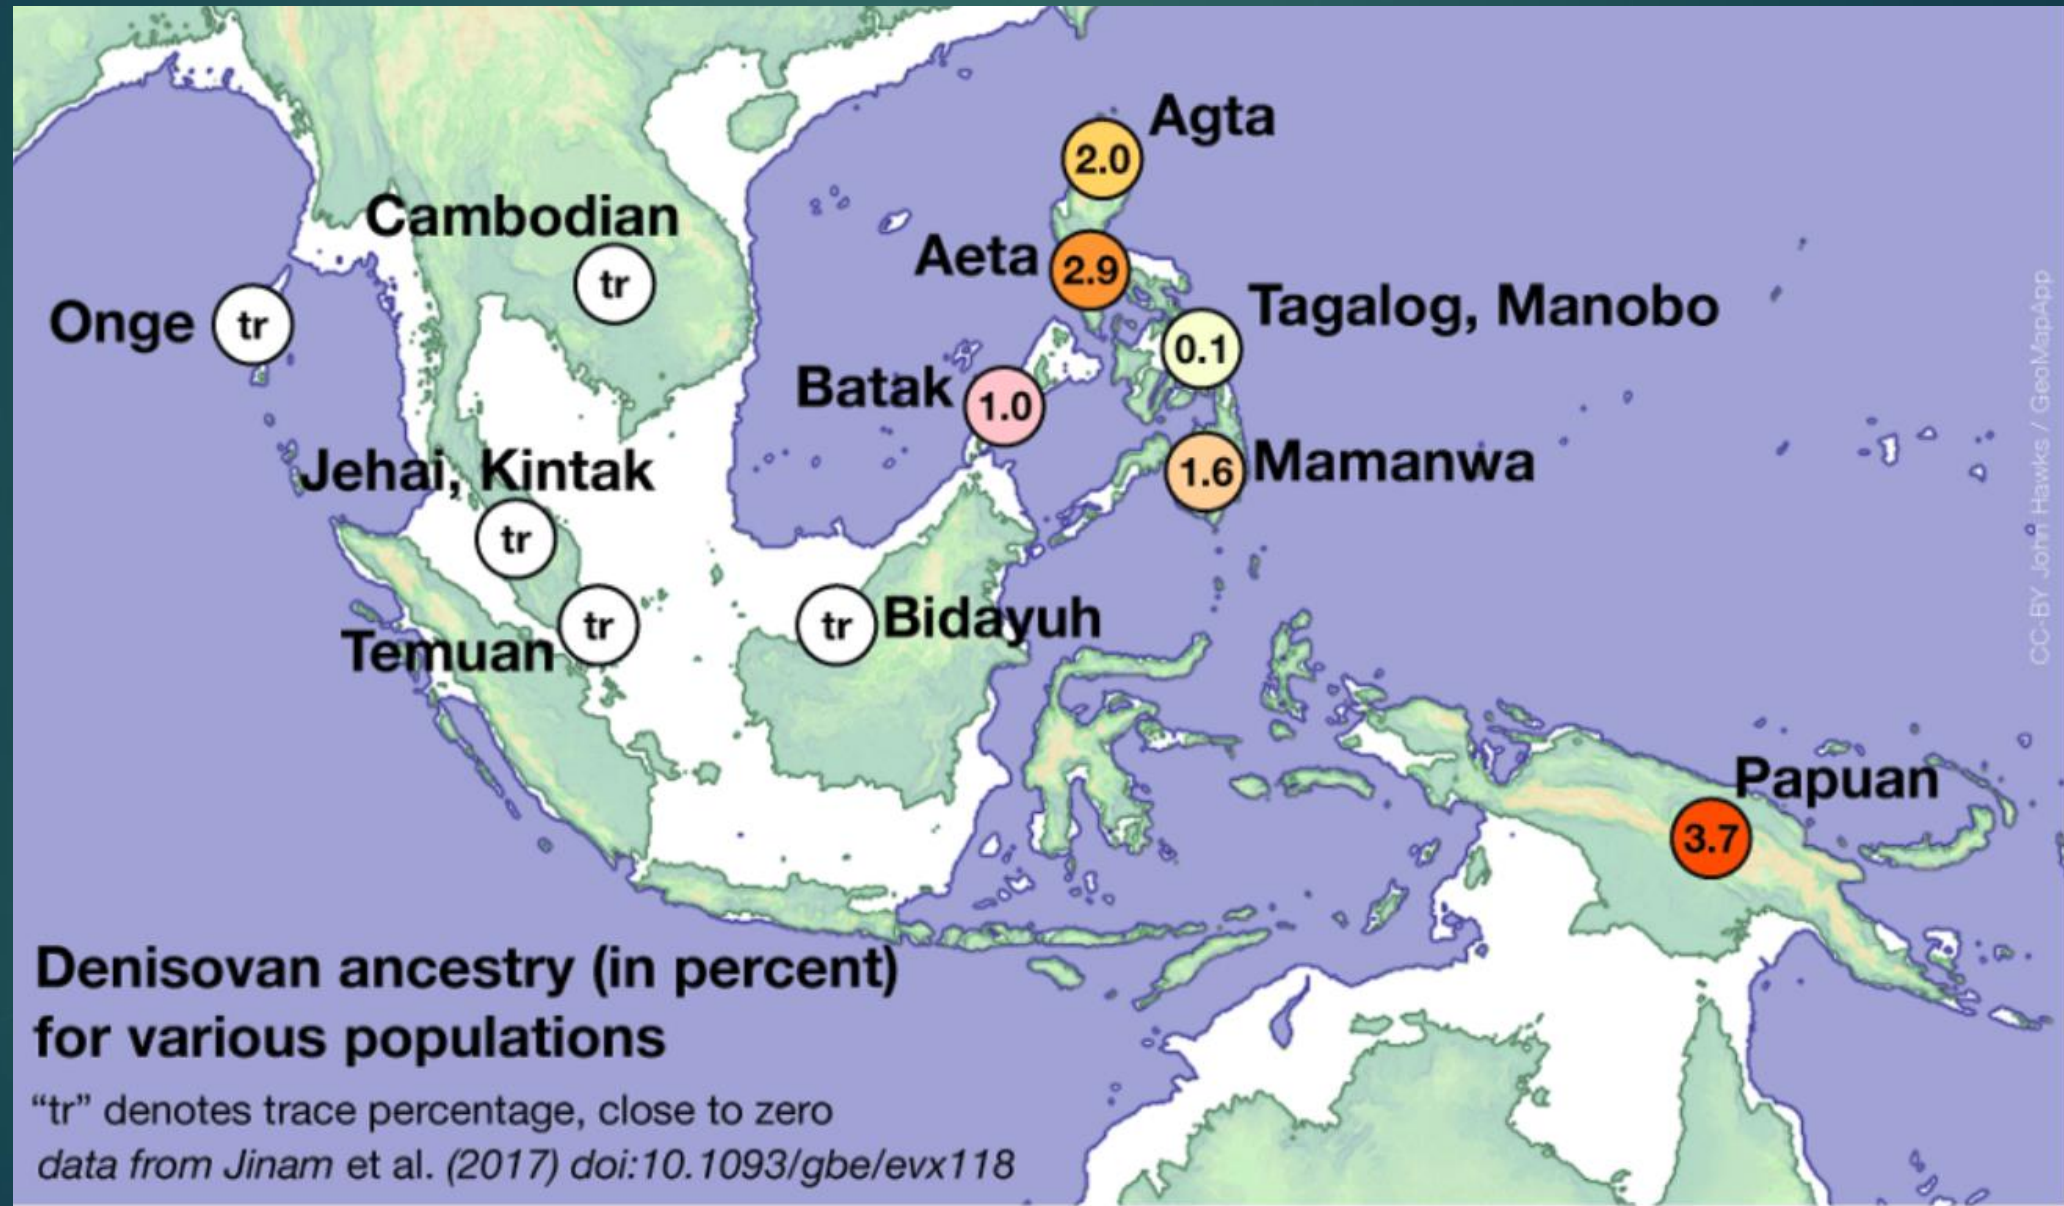 Agta
2.0
Cambodian
tr
Aeta
2.9
Onge
tr
Tagalog, Manobo
0.1
Batak
1.0
Jehai, Kintak
tr
Mamanwa
1.6
Temuan
tr
tr
Bidayuh
Papuan
3.7
Denisovan ancestry (in percent)
for various populations
“tr” denotes trace percentage, close to zero
data from Jinam et al. (2017) doi:10.1093/gbe/evx118
CC-BY John Hawks / GeoMapApp